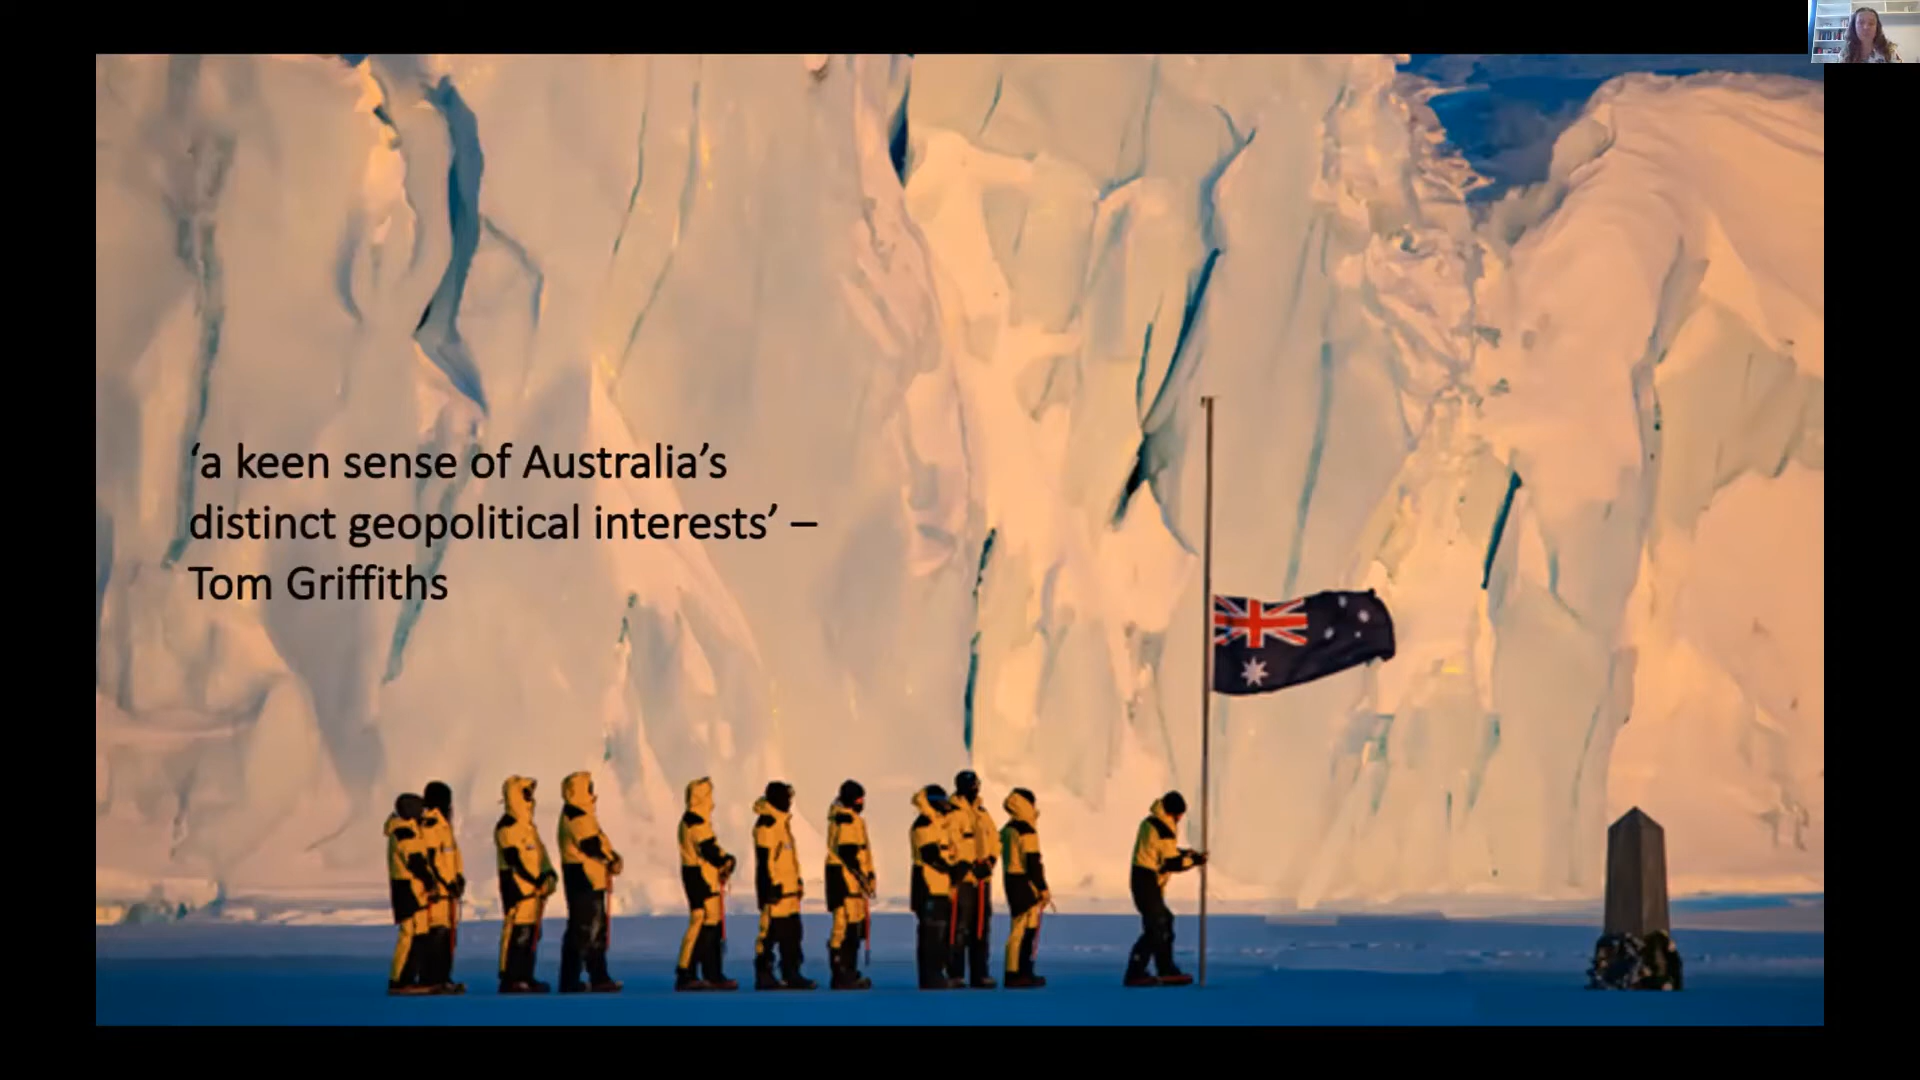 ‘a keen sense of Australia’s
distinct geopolitical interests’ –
Tom Griffiths